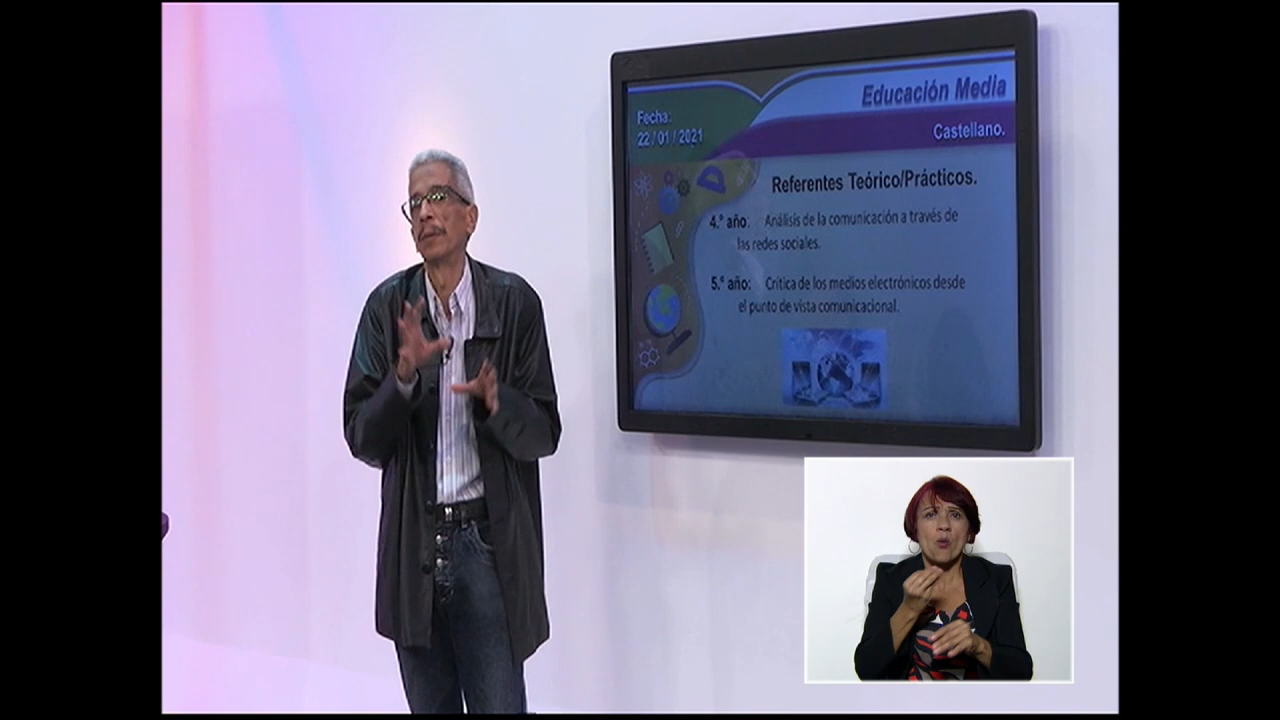 Educación Media
Fecha:
22 / 01 / 2021
Castellano.
Referentes Teórico/Prácticos.
4.º año: Análisis de la comunicación a través de
las redes sociales.
5.º año: Crítica de los medios electrónicos desde
el punto de vista comunicacional.